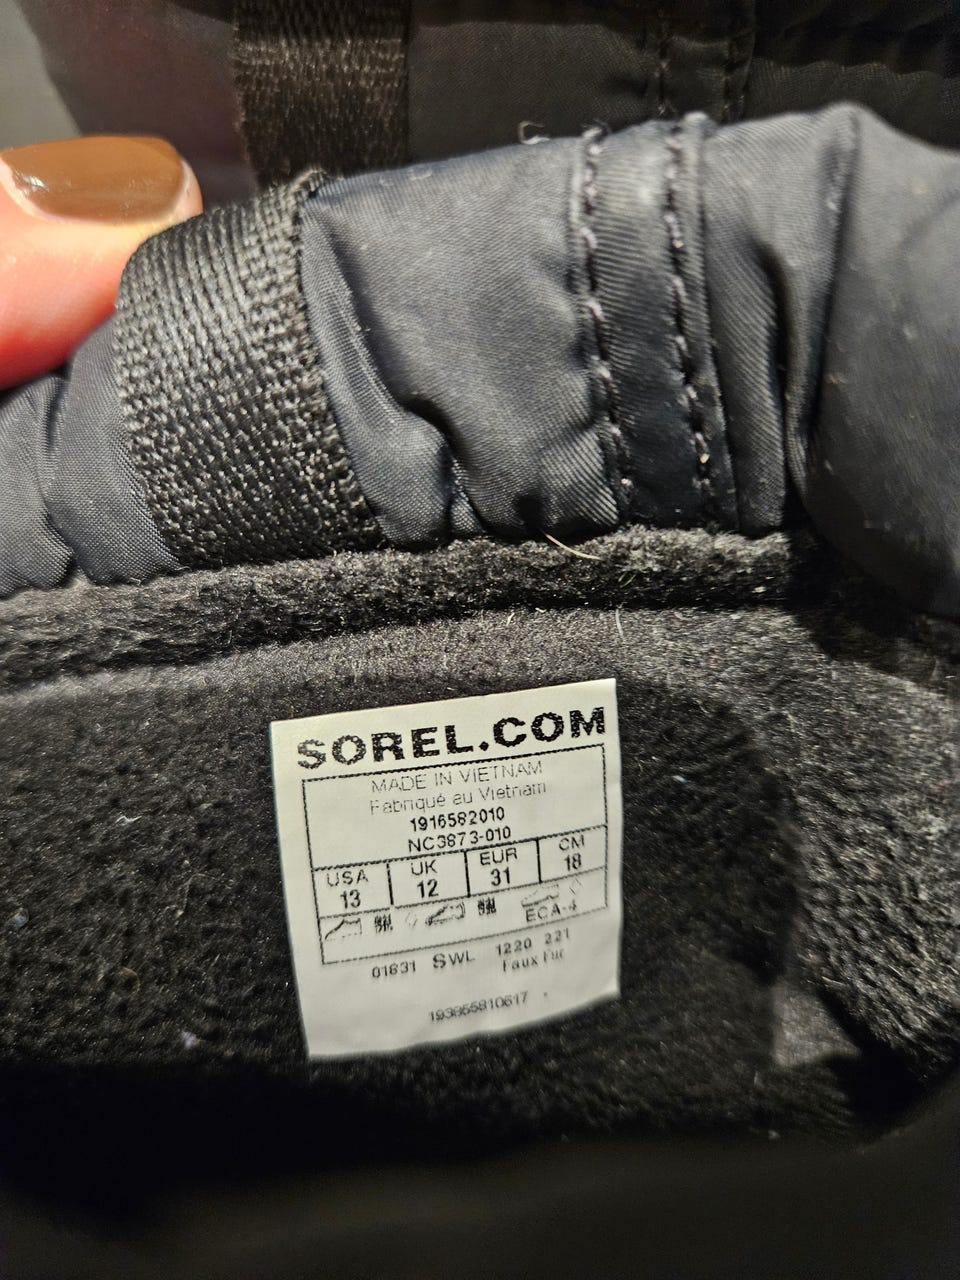 SOREL.COM
MADE IN VIETNAM
Fabriqué au Vietnam
1916582010
NC3873-010
USA UK EUR CM
13 12 31 18
ECA-4
01831 SWL 1220 221
Faux Fur
193855810617